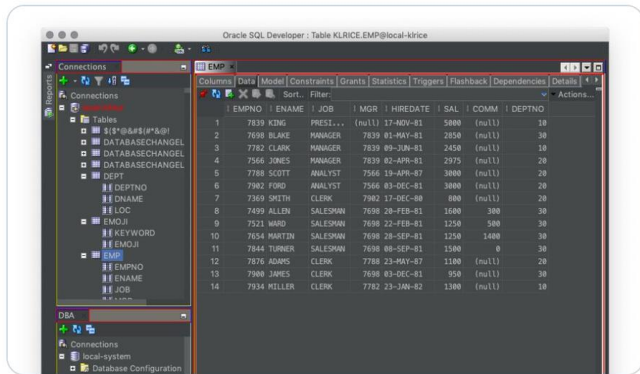 Oracle SQL Developer : Table KLRICE.EMP@local-klrice
Connections
Reports
Connections
Tables
$($*@&#$(#*&@!
DATABASECHANGEL
DATABASECHANGEL
DEPT
DEPTNO
DNAME
LOC
EMOJI
KEYWORD
EMOJI
EMP
EMPNO
ENAME
JOB
DBA
Connections
local-system
Database Configuration
EMP
Columns Data Model Constraints Grants Statistics Triggers Flashback Dependencies Details
Sort.. Filter: Actions...
EMPNO ENAME JOB MGR HIREDATE SAL COMM DEPTNO
1 7839 KING PRESI... (null) 17-NOV-81 5000 (null) 10
2 7698 BLAKE MANAGER 7839 01-MAY-81 2850 (null) 30
3 7782 CLARK MANAGER 7839 09-JUN-81 2450 (null) 10
4 7566 JONES MANAGER 7839 02-APR-81 2975 (null) 20
5 7788 SCOTT ANALYST 7566 19-APR-87 3000 (null) 20
6 7902 FORD ANALYST 7566 03-DEC-81 3000 (null) 20
7 7369 SMITH CLERK 7902 17-DEC-80 800 (null) 20
8 7499 ALLEN SALESMAN 7698 20-FEB-81 1600 300 30
9 7521 WARD SALESMAN 7698 22-FEB-81 1250 500 30
10 7654 MARTIN SALESMAN 7698 28-SEP-81 1250 1400 30
11 7844 TURNER SALESMAN 7698 08-SEP-81 1500 0 30
12 7876 ADAMS CLERK 7788 23-MAY-87 1100 (null) 20
13 7900 JAMES CLERK 7698 03-DEC-81 950 (null) 30
14 7934 MILLER CLERK 7782 23-JAN-82 1300 (null) 10